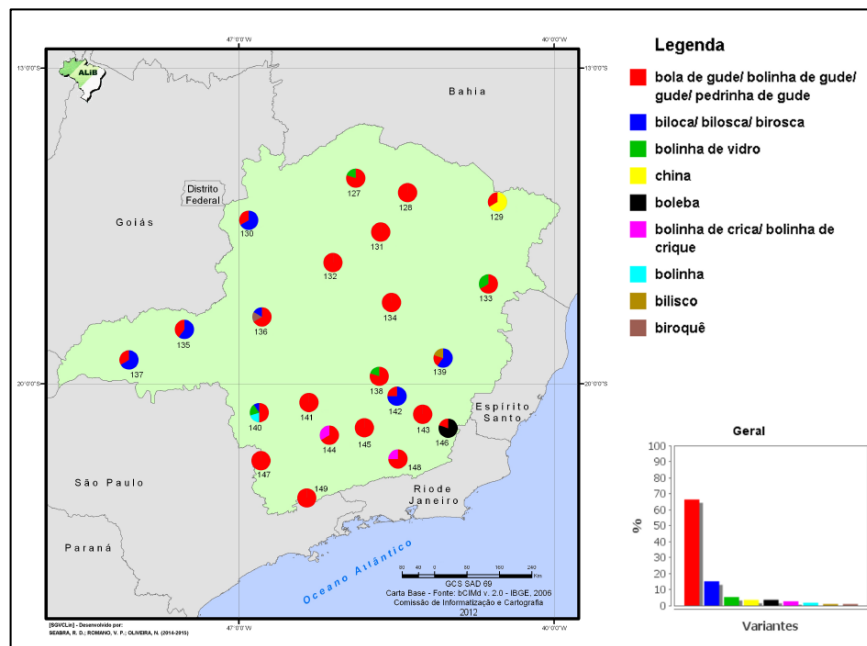 47°0'0"W
40°0'0"W
13°0'0"S
13°0'0"S
ALiB
Bahia
Distrito
Federal
Goiás
127
128
129
130
131
132
133
134
135
136
137
138
139
140
141
142
143
144
145
146
147
148
149
20°0'0"S
20°0'0"S
Espírito
Santo
São Paulo
Riode
Janeiro
Paraná
Oceano Atlântico
GCS SAD 69
Carta Base - Fonte: bCIMd v. 2.0 - IBGE, 2006
Comissão de Informatização e Cartografia
2012
47°0'0"W
40°0'0"W
[SGVCLin] - Desenvolvido por:
SEABRA, R. D.; ROMANO, V. P.; OLIVEIRA, N. (2014-2015)
Legenda
bola de gude/ bolinha de gude/
gude/ pedrinha de gude
biloca/ bilosca/ birosca
bolinha de vidro
china
boleba
bolinha de crica/ bolinha de
crique
bolinha
bilisco
biroquê
Geral
%
100
90
80
70
60
50
40
30
20
10
0
Variantes